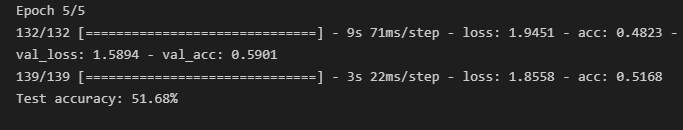 Epoch 5/5
132/132 [==============================] - 9s 71ms/step - loss: 1.9451 - acc: 0.4823 -
val_loss: 1.5894 - val_acc: 0.5901
139/139 [==============================] - 3s 22ms/step - loss: 1.8558 - acc: 0.5168
Test accuracy: 51.68%